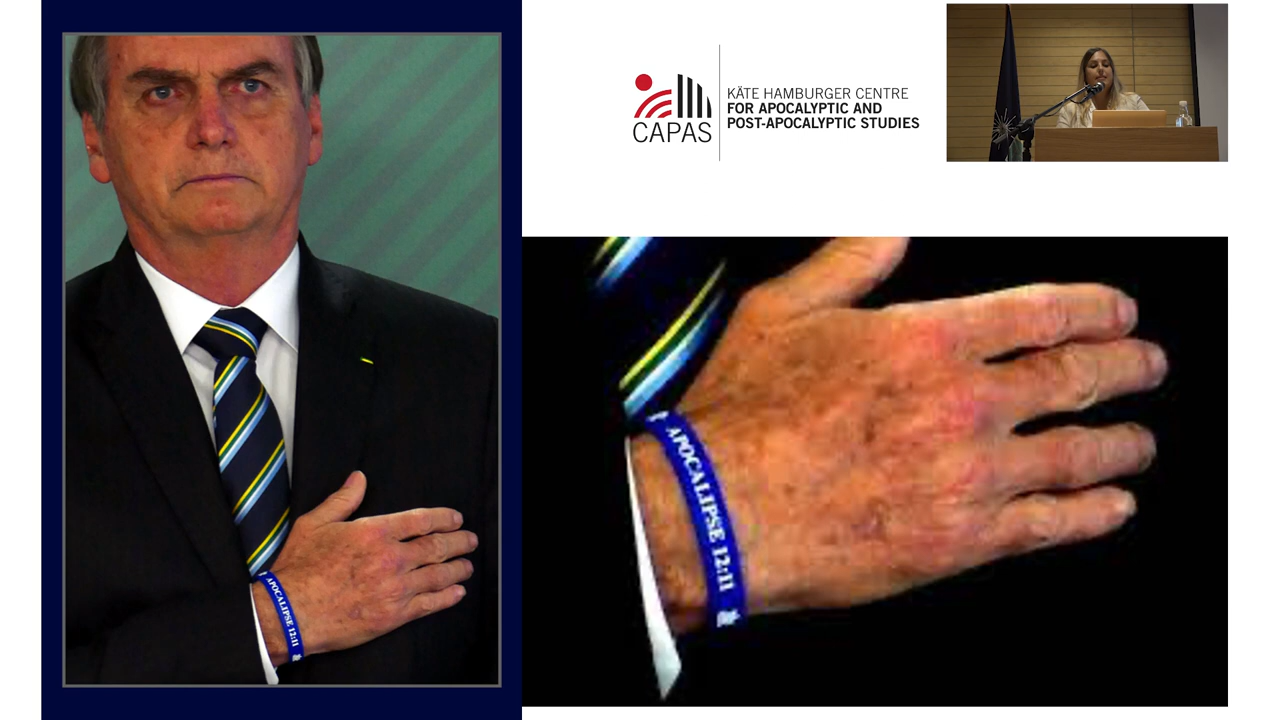 KÄTE HAMBURGER CENTRE
FOR APOCALYPTIC AND
POST-APOCALYPTIC STUDIES
CAPAS
APOCALIPSE 12:11
APOCALIPSE 12:11